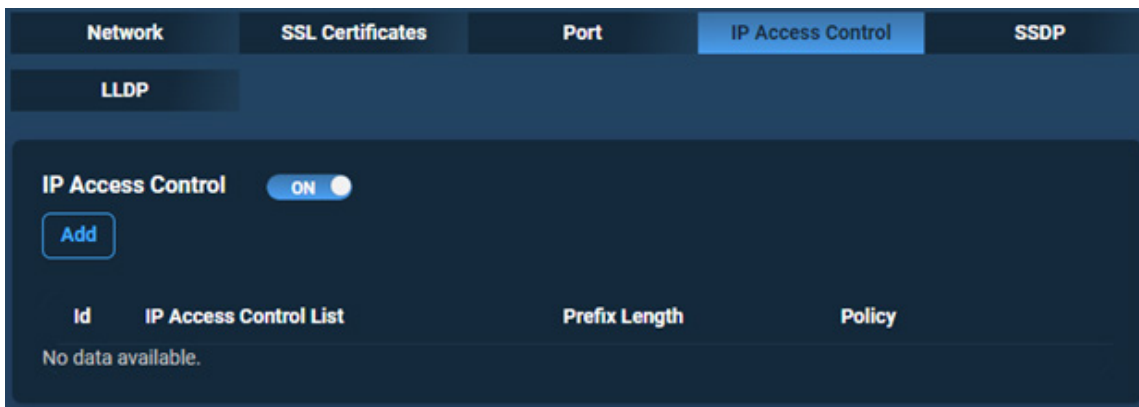 Network SSL Certificates Port IP Access Control SSDP
LLDP
IP Access Control ON
Add
Id IP Access Control List Prefix Length Policy
No data available.